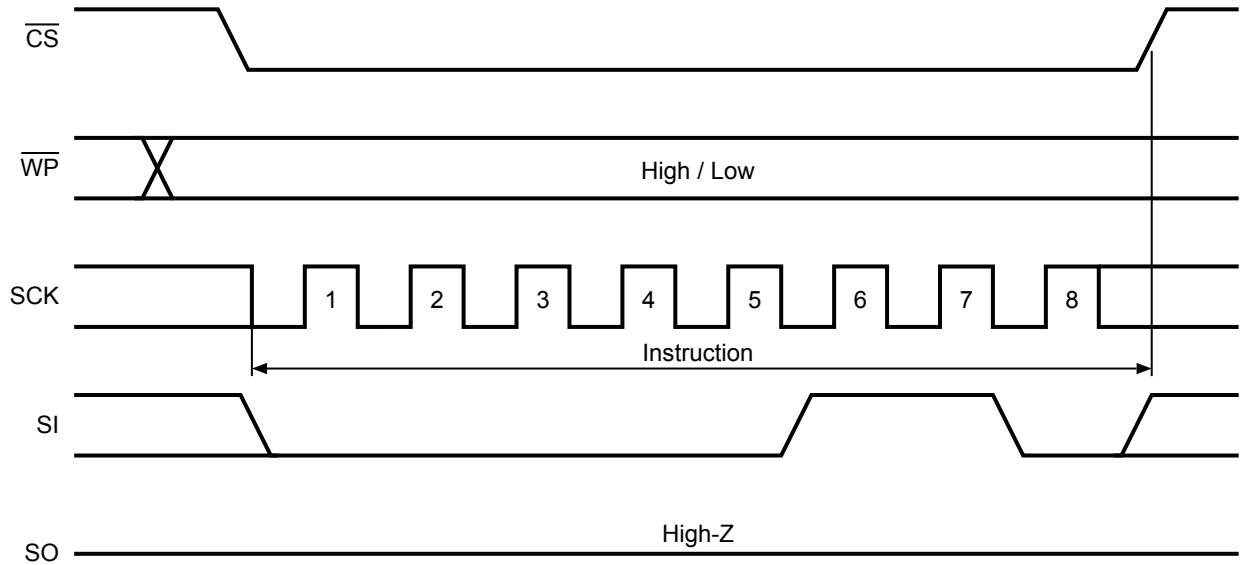 CS
WP
High / Low
SCK
1 2 3 4 5 6 7 8
Instruction
SI
High-Z
SO